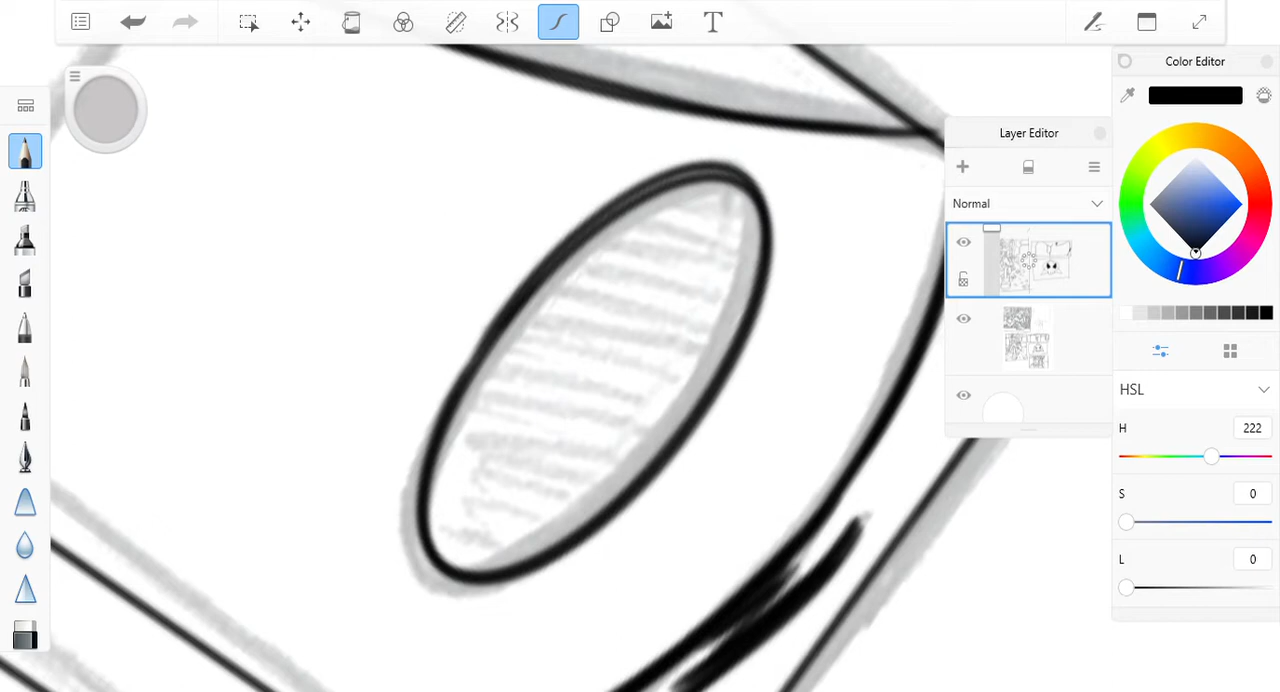 T
Color Editor
Layer Editor
Normal
HSL
H 222
S 0
L 0